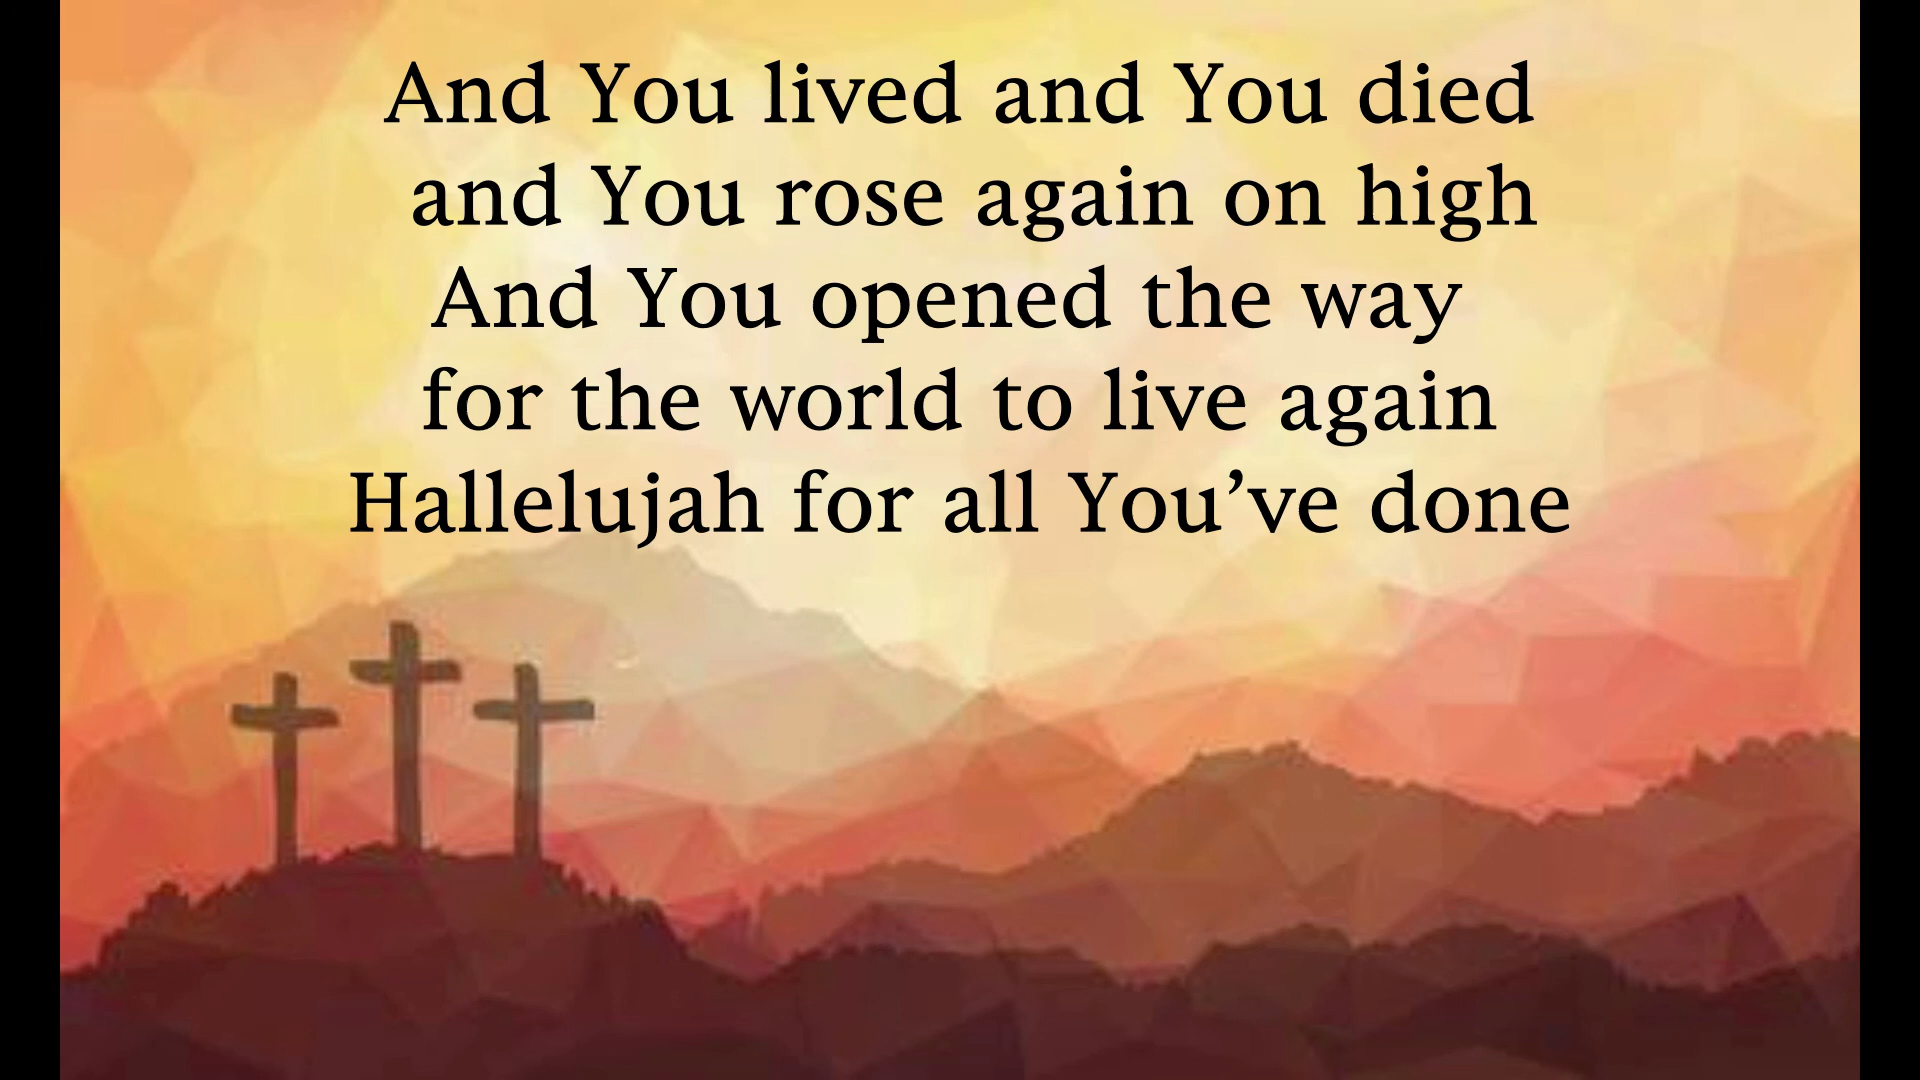 And You lived and You died
and You rose again on high
And You opened the way
for the world to live again
Hallelujah for all You’ve done